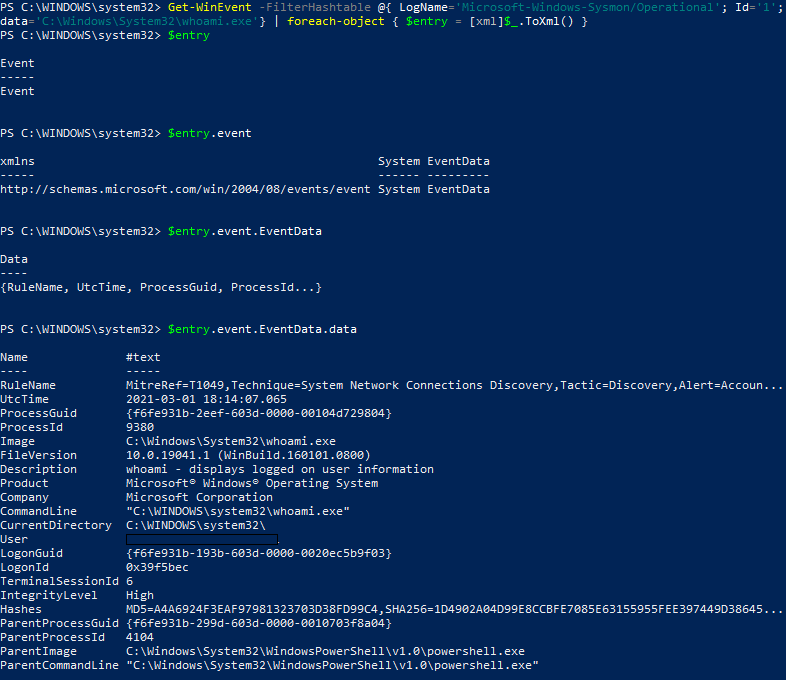 PS C:\WINDOWS\system32> Get-WinEvent -FilterHashtable @{ LogName='Microsoft-Windows-Sysmon/Operational'; Id='1';
data='C:\Windows\System32\whoami.exe'} | foreach-object { $entry = [xml]$_.ToXml() }
PS C:\WINDOWS\system32> $entry
Event
-----
Event
PS C:\WINDOWS\system32> $entry.event
xmlns System EventData
----- ------ ---------
http://schemas.microsoft.com/win/2004/08/events/event System EventData
PS C:\WINDOWS\system32> $entry.event.EventData
Data
----
{RuleName, UtcTime, ProcessGuid, ProcessId...}
PS C:\WINDOWS\system32> $entry.event.EventData.data
Name #text
---- -----
RuleName MitreRef=T1049,Technique=System Network Connections Discovery,Tactic=Discovery,Alert=Accoun...
UtcTime 2021-03-01 18:14:07.065
ProcessGuid {f6fe931b-2eef-603d-0000-00104d729804}
ProcessId 9380
Image C:\Windows\System32\whoami.exe
FileVersion 10.0.19041.1 (WinBuild.160101.0800)
Description whoami - displays logged on user information
Product Microsoft® Windows® Operating System
Company Microsoft Corporation
CommandLine "C:\Windows\System32\whoami.exe"
CurrentDirectory C:\WINDOWS\system32\
User
LogonGuid {f6fe931b-193b-603d-0000-0020ec5b9f03}
LogonId 0x39f5bec
TerminalSessionId 6
IntegrityLevel High
Hashes MD5=A4A6924F3EAF97981323703D38FD99C4,SHA256=1D4902A04D99E8CCBFE7085E63155955FEE397449D38645...
ParentProcessGuid {f6fe931b-299d-603d-0000-0010703f8a04}
ParentProcessId 4104
ParentImage C:\Windows\System32\WindowsPowerShell\v1.0\powershell.exe
ParentCommandLine "C:\Windows\System32\WindowsPowerShell\v1.0\powershell.exe"